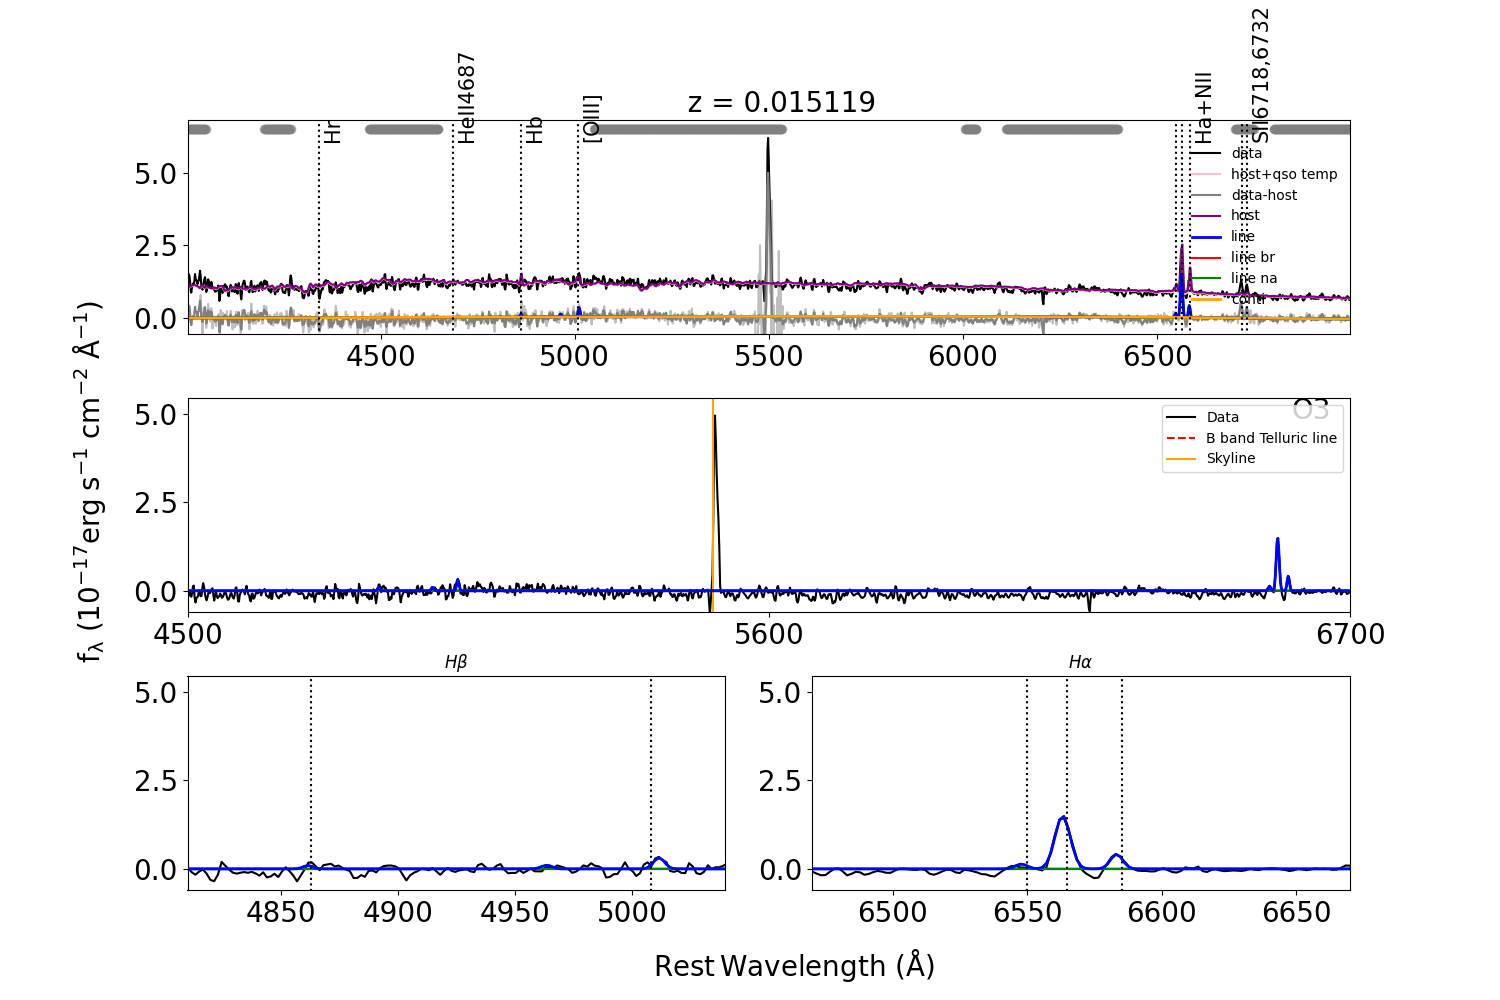 z = 0.015119
Hr
HeII4687
Hb
[OIII]
Ha+NII
SII6718,6732
data
host+qso temp
data-host
host
line
line br
line na
conti
5.0
2.5
0.0
4500
5000
5500
6000
6500
O3
Data
B band Telluric line
Skyline
5.0
2.5
0.0
4500
5600
6700
fλ (10⁻¹⁷erg s⁻¹ cm⁻² Å⁻¹)
Hβ
5.0
2.5
0.0
4850
4900
4950
5000
Hα
5.0
2.5
0.0
6500
6550
6600
6650
Rest Wavelength (Å)